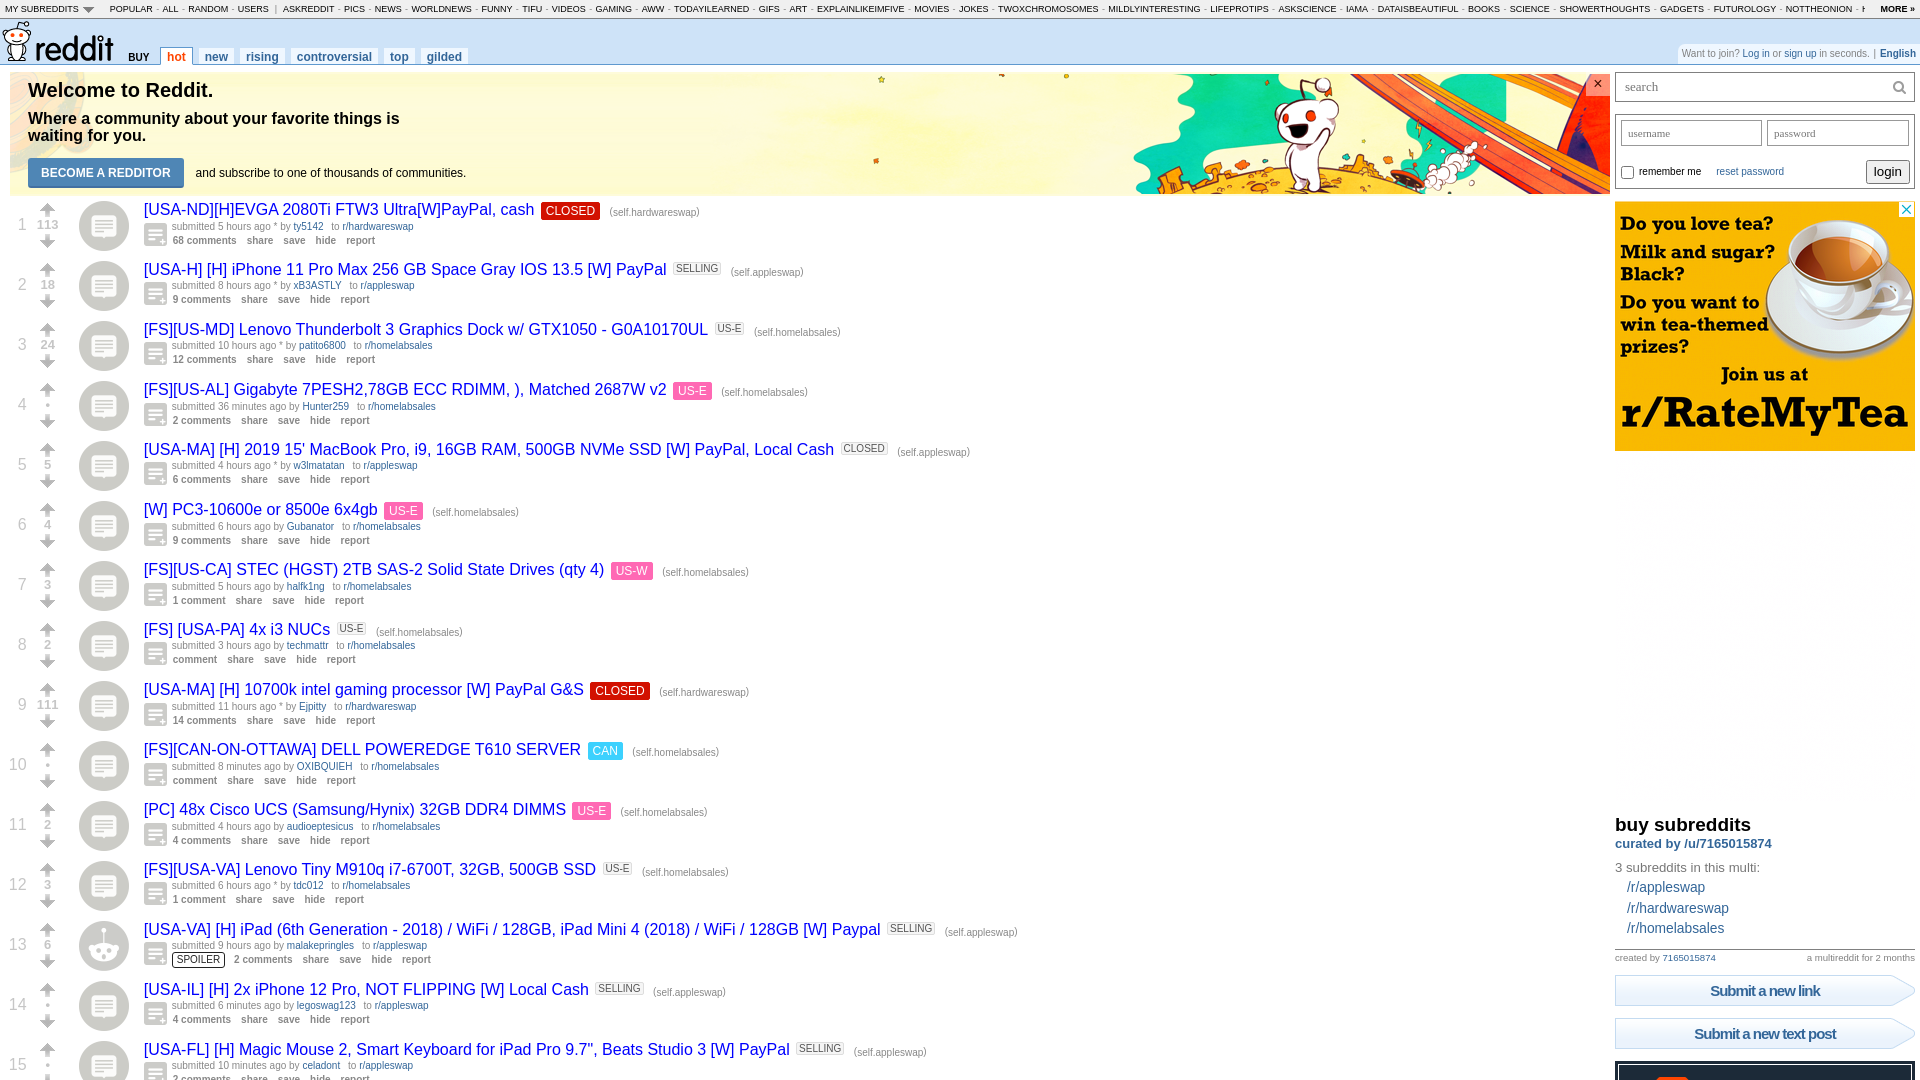 MY SUBREDDITS POPULAR - ALL - RANDOM - USERS | ASKREDDIT - PICS - NEWS - WORLDNEWS - FUNNY - TIFU - VIDEOS - GAMING - AWW - TODAYILEARNED - GIFS - ART - EXPLAINLIKEIMFIVE - MOVIES - JOKES - TWOXCHROMOSOMES - MILDLYINTERESTING - LIFEPROTIPS - ASKSCIENCE - IAMA - DATAISBEAUTIFUL - BOOKS - SCIENCE - SHOWERTHOUGHTS - GADGETS - FUTUROLOGY - NOTTHEONION - MORE »
reddit BUY hot new rising controversial top gilded
Want to join? Log in or sign up in seconds. | English
Welcome to Reddit.
Where a community about your favorite things is
waiting for you.
BECOME A REDDITOR and subscribe to one of thousands of communities.
×
1
113
[USA-ND][H]EVGA 2080Ti FTW3 Ultra[W]PayPal, cash CLOSED (self.hardwareswap)
submitted 5 hours ago * by ty5142 to r/hardwareswap
68 comments share save hide report
2
18
[USA-H] [H] iPhone 11 Pro Max 256 GB Space Gray IOS 13.5 [W] PayPal SELLING (self.appleswap)
submitted 8 hours ago * by xB3ASTLY to r/appleswap
9 comments share save hide report
3
24
[FS][US-MD] Lenovo Thunderbolt 3 Graphics Dock w/ GTX1050 - G0A10170UL US-E (self.homelabsales)
submitted 10 hours ago * by patito6800 to r/homelabsales
12 comments share save hide report
4
•
[FS][US-AL] Gigabyte 7PESH2,78GB ECC RDIMM, ), Matched 2687W v2 US-E (self.homelabsales)
submitted 36 minutes ago by Hunter259 to r/homelabsales
2 comments share save hide report
5
5
[USA-MA] [H] 2019 15' MacBook Pro, i9, 16GB RAM, 500GB NVMe SSD [W] PayPal, Local Cash CLOSED (self.appleswap)
submitted 4 hours ago * by w3lmatatan to r/appleswap
6 comments share save hide report
6
4
[W] PC3-10600e or 8500e 6x4gb US-E (self.homelabsales)
submitted 6 hours ago by Gubanator to r/homelabsales
9 comments share save hide report
7
3
[FS][US-CA] STEC (HGST) 2TB SAS-2 Solid State Drives (qty 4) US-W (self.homelabsales)
submitted 5 hours ago by halfk1ng to r/homelabsales
1 comment share save hide report
8
2
[FS] [USA-PA] 4x i3 NUCs US-E (self.homelabsales)
submitted 3 hours ago by techmattr to r/homelabsales
comment share save hide report
9
111
[USA-MA] [H] 10700k intel gaming processor [W] PayPal G&S CLOSED (self.hardwareswap)
submitted 11 hours ago * by Ejpitty to r/hardwareswap
14 comments share save hide report
10
•
[FS][CAN-ON-OTTAWA] DELL POWEREDGE T610 SERVER CAN (self.homelabsales)
submitted 8 minutes ago by OXIBQUIEH to r/homelabsales
comment share save hide report
11
2
[PC] 48x Cisco UCS (Samsung/Hynix) 32GB DDR4 DIMMS US-E (self.homelabsales)
submitted 4 hours ago by audioeptesicus to r/homelabsales
4 comments share save hide report
12
3
[FS][USA-VA] Lenovo Tiny M910q i7-6700T, 32GB, 500GB SSD US-E (self.homelabsales)
submitted 6 hours ago * by tdc012 to r/homelabsales
1 comment share save hide report
13
6
[USA-VA] [H] iPad (6th Generation - 2018) / WiFi / 128GB, iPad Mini 4 (2018) / WiFi / 128GB [W] Paypal SELLING (self.appleswap)
submitted 9 hours ago by malakepringles to r/appleswap
SPOILER 2 comments share save hide report
14
•
[USA-IL] [H] 2x iPhone 12 Pro, NOT FLIPPING [W] Local Cash SELLING (self.appleswap)
submitted 6 minutes ago by legoswag123 to r/appleswap
4 comments share save hide report
15
•
[USA-FL] [H] Magic Mouse 2, Smart Keyboard for iPad Pro 9.7", Beats Studio 3 [W] PayPal SELLING (self.appleswap)
submitted 10 minutes ago by celadont to r/appleswap
2 comments share save hide report
search
username password
remember me reset password login
Do you love tea?
Milk and sugar?
Black?
Do you want to
win tea-themed
prizes?
Join us at
r/RateMyTea
buy subreddits
curated by /u/7165015874
3 subreddits in this multi:
/r/appleswap
/r/hardwareswap
/r/homelabsales
created by 7165015874 a multireddit for 2 months
Submit a new link
Submit a new text post